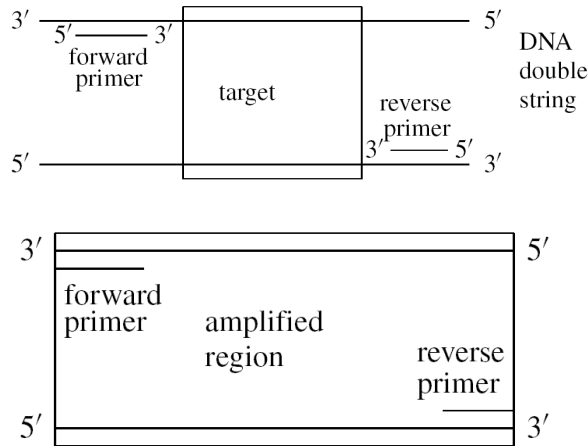 3′ 5′
5′ 3′
forward
primer
DNA
double
string
target
reverse
primer
3′ 5′
5′ 3′
3′ 5′
forward
primer
amplified
region
reverse
primer
5′ 3′